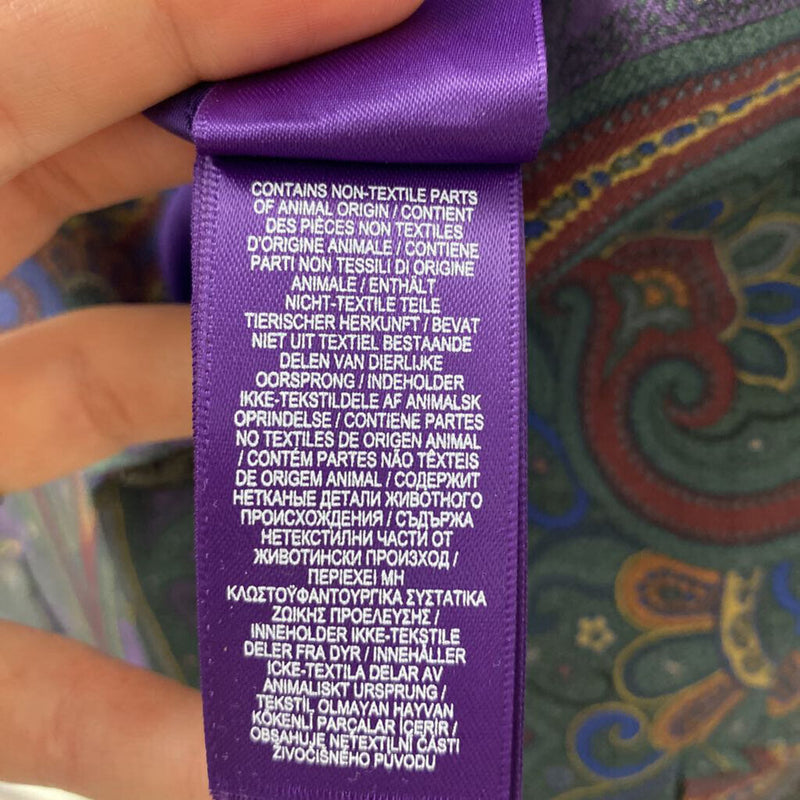 CONTAINS NON-TEXTILE PARTS
OF ANIMAL ORIGIN / CONTIENT
DES PIÈCES NON TEXTILES
D'ORIGINE ANIMALE / CONTIENE
PARTI NON TESSILI DI ORIGINE
ANIMALE / ENTHÄLT
NICHT-TEXTILE TEILE
TIERISCHER HERKUNFT / BEVAT
NIET UIT TEXTIEL BESTAANDE
DELEN VAN DIERLIJKE
OORSPRONG / INDEHOLDER
IKKE-TEKSTILDELE AF ANIMALSK
OPRINDELSE / CONTIENE PARTES
NO TEXTILES DE ORIGEN ANIMAL
/ CONTÉM PARTES NÃO TÊXTEIS
DE ORIGEM ANIMAL / СОДЕРЖИТ
НЕТКАНЫЕ ДЕТАЛИ ЖИВОТНОГО
ПРОИСХОЖДЕНИЯ / СЪДЪРЖА
НЕТЕКСТИЛНИ ЧАСТИ ОТ
ЖИВОТИНСКИ ПРОИЗХОД /
ΠΕΡΙΕΧΕΙ ΜΗ
ΚΛΩΣΤΟΫΦΑΝΤΟΥΡΓΙΚΑ ΣΥΣΤΑΤΙΚΑ
ΖΩΙΚΗΣ ΠΡΟΕΛΕΥΣΗΣ /
INNEHOLDER IKKE-TEKSTILE
DELER FRA DYR / INNEHÅLLER
ICKE-TEXTILA DELAR AV
ANIMALISKT URSPRUNG /
TEKSTİL OLMAYAN HAYVAN
KÖKENLİ PARÇALAR İÇERİR /
OBSAHUJE NETEXTILNÍ ČÁSTI
ŽIVOČIŠNÉHO PŮVODU